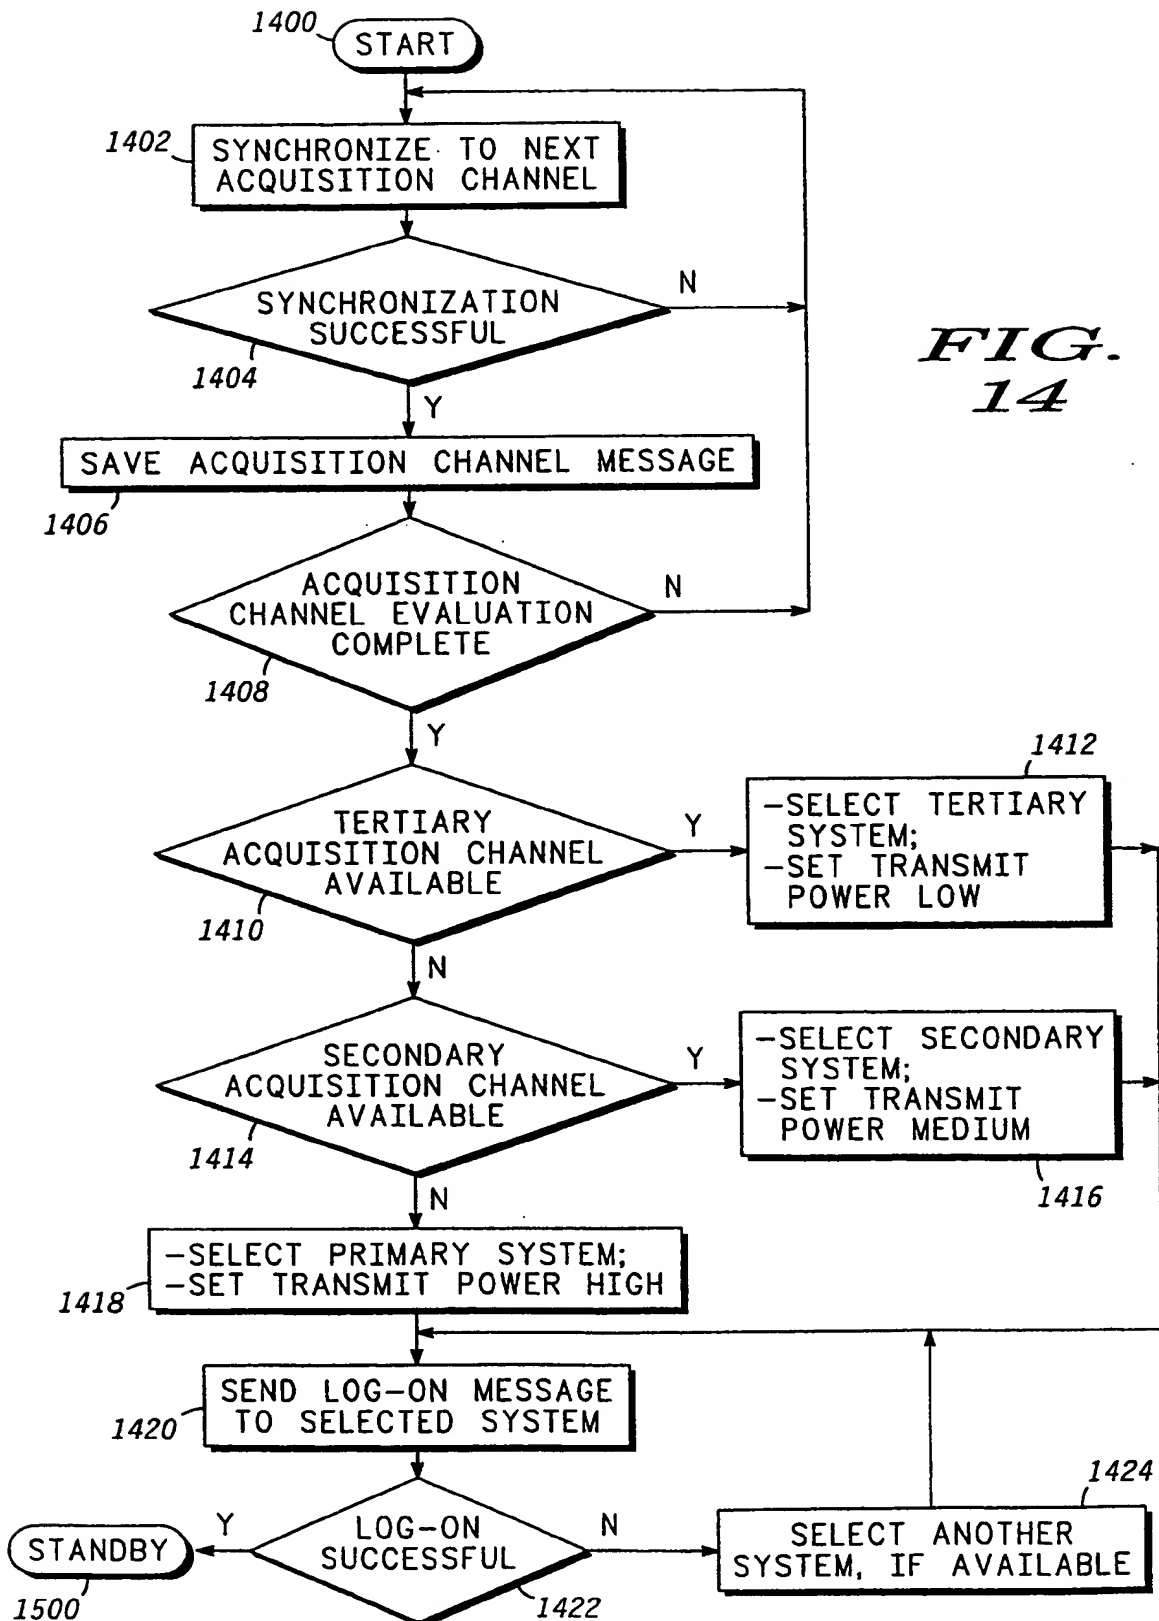 1400
START
1402
SYNCHRONIZE TO NEXT
ACQUISITION CHANNEL
SYNCHRONIZATION
SUCCESSFUL
N
1404
Y
FIG.
14
SAVE ACQUISITION CHANNEL MESSAGE
1406
ACQUISITION
CHANNEL EVALUATION
COMPLETE
N
1408
Y
TERTIARY
ACQUISITION CHANNEL
AVAILABLE
Y
1410
1412
-SELECT TERTIARY
SYSTEM;
-SET TRANSMIT
POWER LOW
N
SECONDARY
ACQUISITION CHANNEL
AVAILABLE
Y
1414
-SELECT SECONDARY
SYSTEM;
-SET TRANSMIT
POWER MEDIUM
1416
N
-SELECT PRIMARY SYSTEM;
-SET TRANSMIT POWER HIGH
1418
SEND LOG-ON MESSAGE
TO SELECTED SYSTEM
1420
LOG-ON
SUCCESSFUL
1422
Y
STANDBY
1500
N
1424
SELECT ANOTHER
SYSTEM, IF AVAILABLE